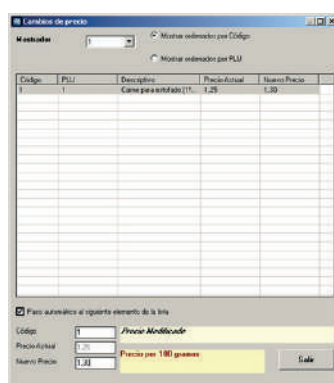 Cambios de precio
Mostrador 1 Mostrar ordenados por Código
Mostrar ordenados por PLU
Código PLU Descriptivo Precio Actual Nuevo Precio
1 1 Carne para estofado (1ª... 1,25 1,30
Paso automático al siguiente elemento de la lista
Código 1 Precio Modificado
Precio Actual 1,25
Nuevo Precio 1,30 Precio por 100 gramos
Salir